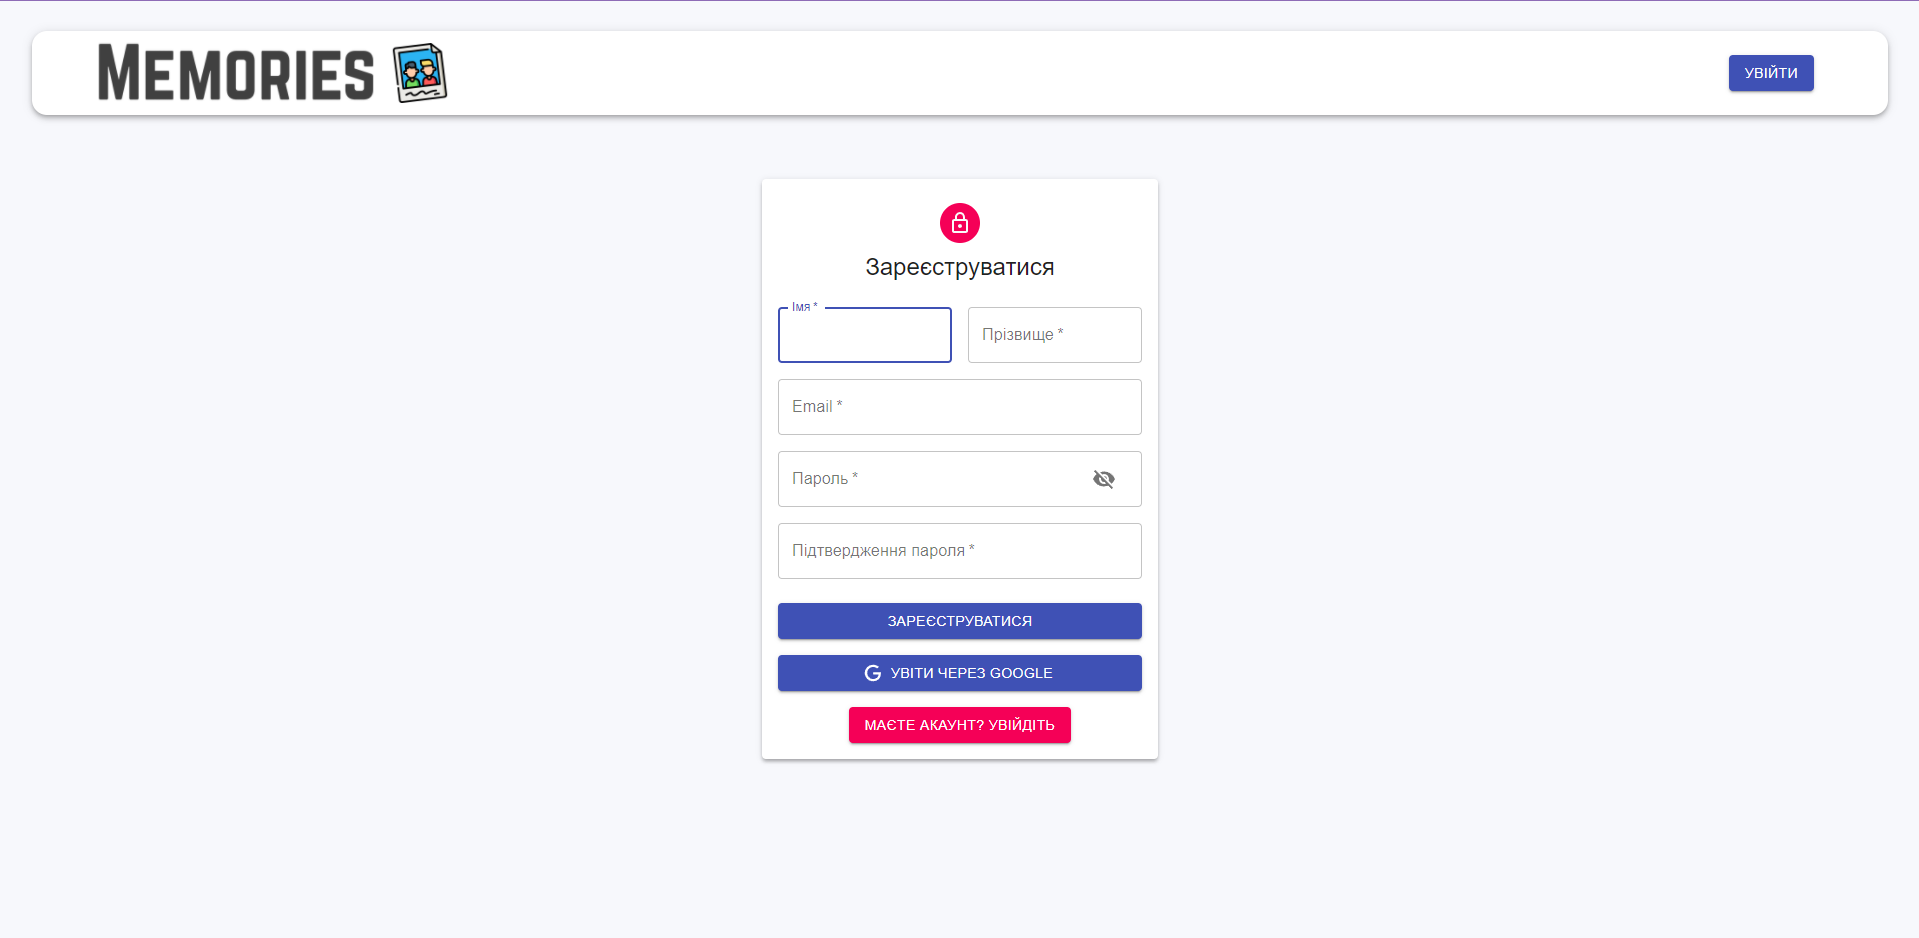 MEMORIES
УВІЙТИ
Зареєструватися
Імя *
Прізвище *
Email *
Пароль *
Підтвердження пароля *
ЗАРЕЄСТРУВАТИСЯ
УВІТИ ЧЕРЕЗ GOOGLE
МАЄТЕ АКАУНТ? УВІЙДІТЬ